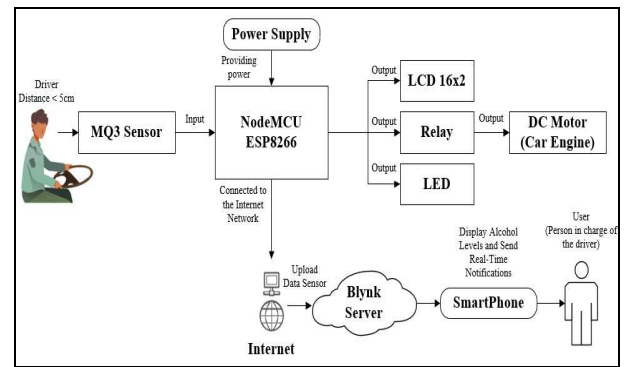 Power Supply
Providing
power
Driver
Distance < 5cm
MQ3 Sensor
Input
NodeMCU
ESP8266
Output
LCD 16x2
Output
Relay
Output
DC Motor
(Car Engine)
Output
LED
Connected to
the Internet
Network
Internet
Upload
Data Sensor
Blynk
Server
Display Alcohol
Levels and Send
Real-Time
Notifications
SmartPhone
User
(Person in charge of
the driver)